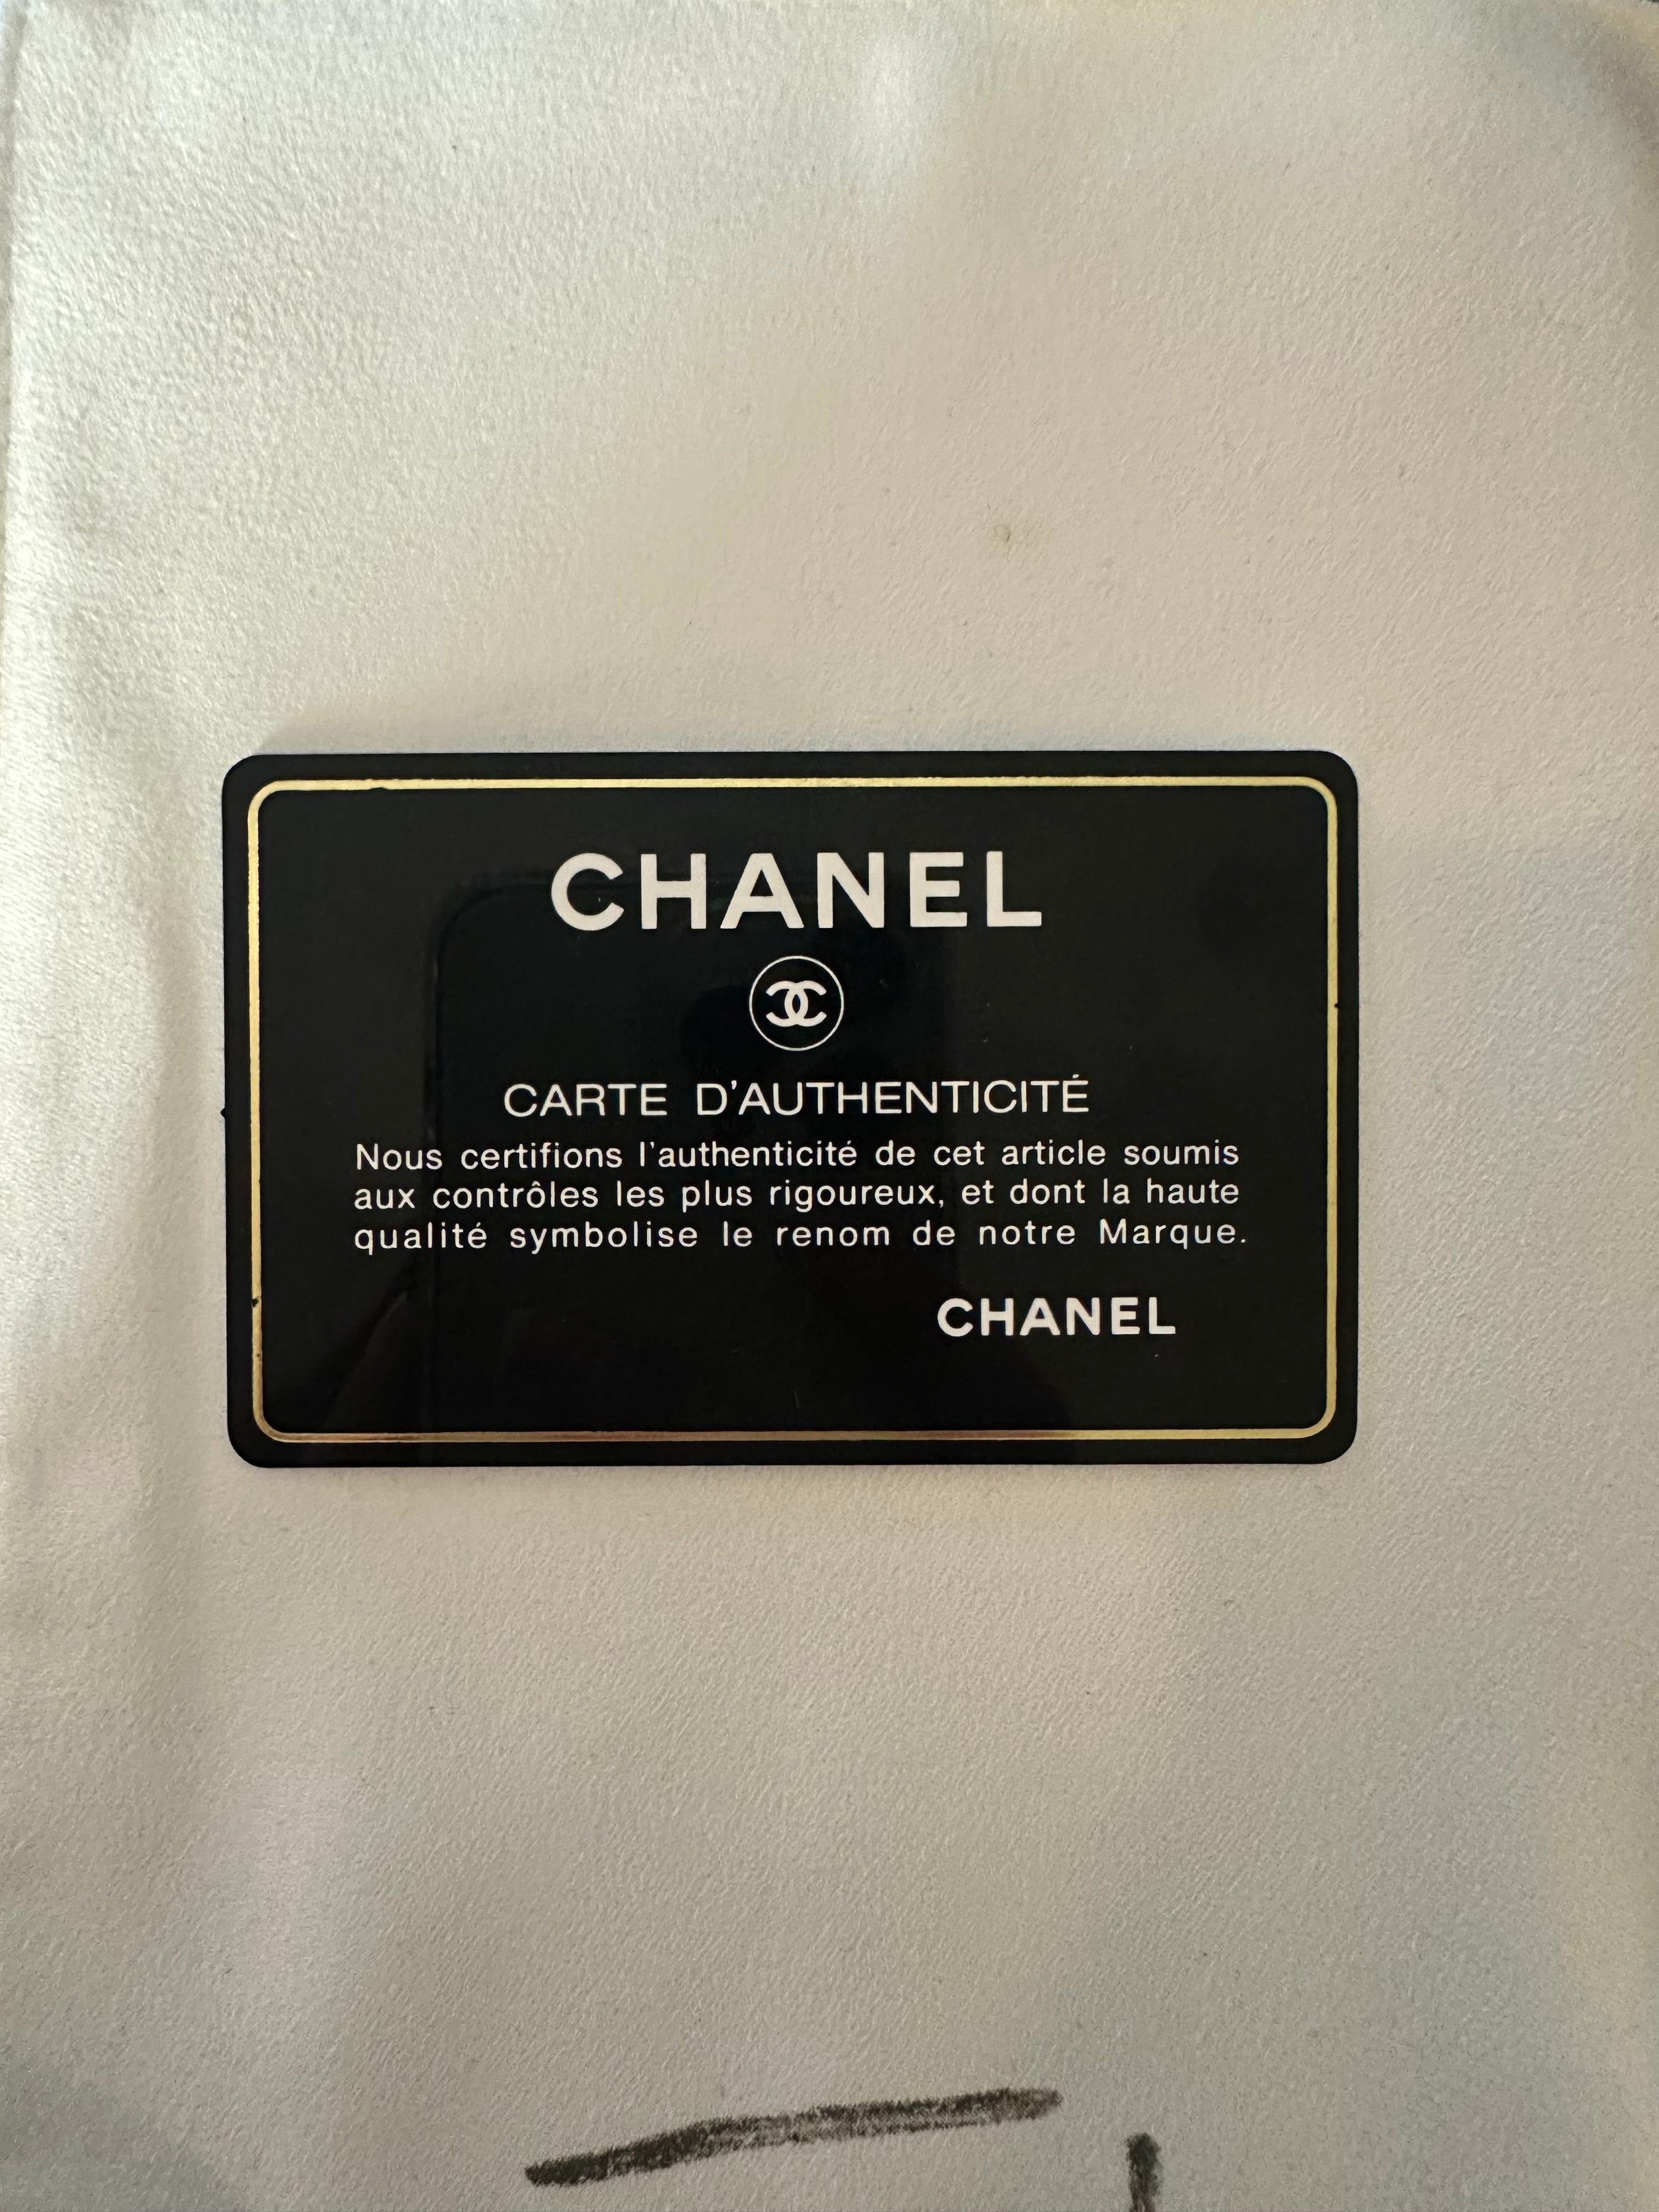 CHANEL
CARTE D'AUTHENTICITÉ
Nous certifions l'authenticité de cet article soumis
aux contrôles les plus rigoureux, et dont la haute
qualité symbolise le renom de notre Marque.
CHANEL